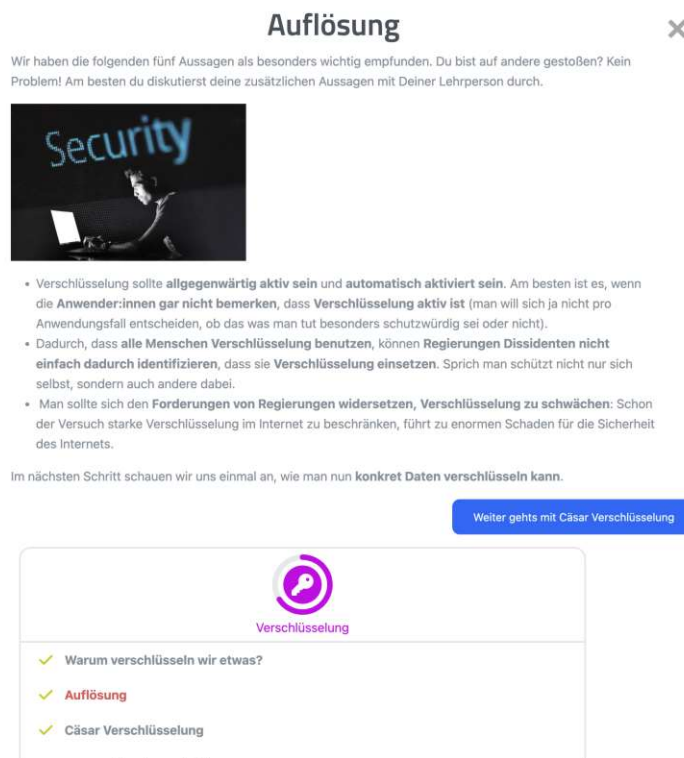 Auflösung
Wir haben die folgenden fünf Aussagen als besonders wichtig empfunden. Du bist auf andere gestoßen? Kein
Problem! Am besten du diskutierst deine zusätzlichen Aussagen mit Deiner Lehrperson durch.
Security
• Verschlüsselung sollte allgegenwärtig aktiv sein und automatisch aktiviert sein. Am besten ist es, wenn
die Anwender:innen gar nicht bemerken, dass Verschlüsselung aktiv ist (man will sich ja nicht pro
Anwendungsfall entscheiden, ob das was man tut besonders schutzwürdig sei oder nicht).
• Dadurch, dass alle Menschen Verschlüsselung benutzen, können Regierungen Dissidenten nicht
einfach dadurch identifizieren, dass sie Verschlüsselung einsetzen. Sprich man schützt nicht nur sich
selbst, sondern auch andere dabei.
• Man sollte sich den Forderungen von Regierungen widersetzen, Verschlüsselung zu schwächen: Schon
der Versuch starke Verschlüsselung im Internet zu beschränken, führt zu enormen Schaden für die Sicherheit
des Internets.
Im nächsten Schritt schauen wir uns einmal an, wie man nun konkret Daten verschlüsseln kann.
Weiter gehts mit Cäsar Verschlüsselung
Verschlüsselung
Warum verschlüsseln wir etwas?
Auflösung
Cäsar Verschlüsselung